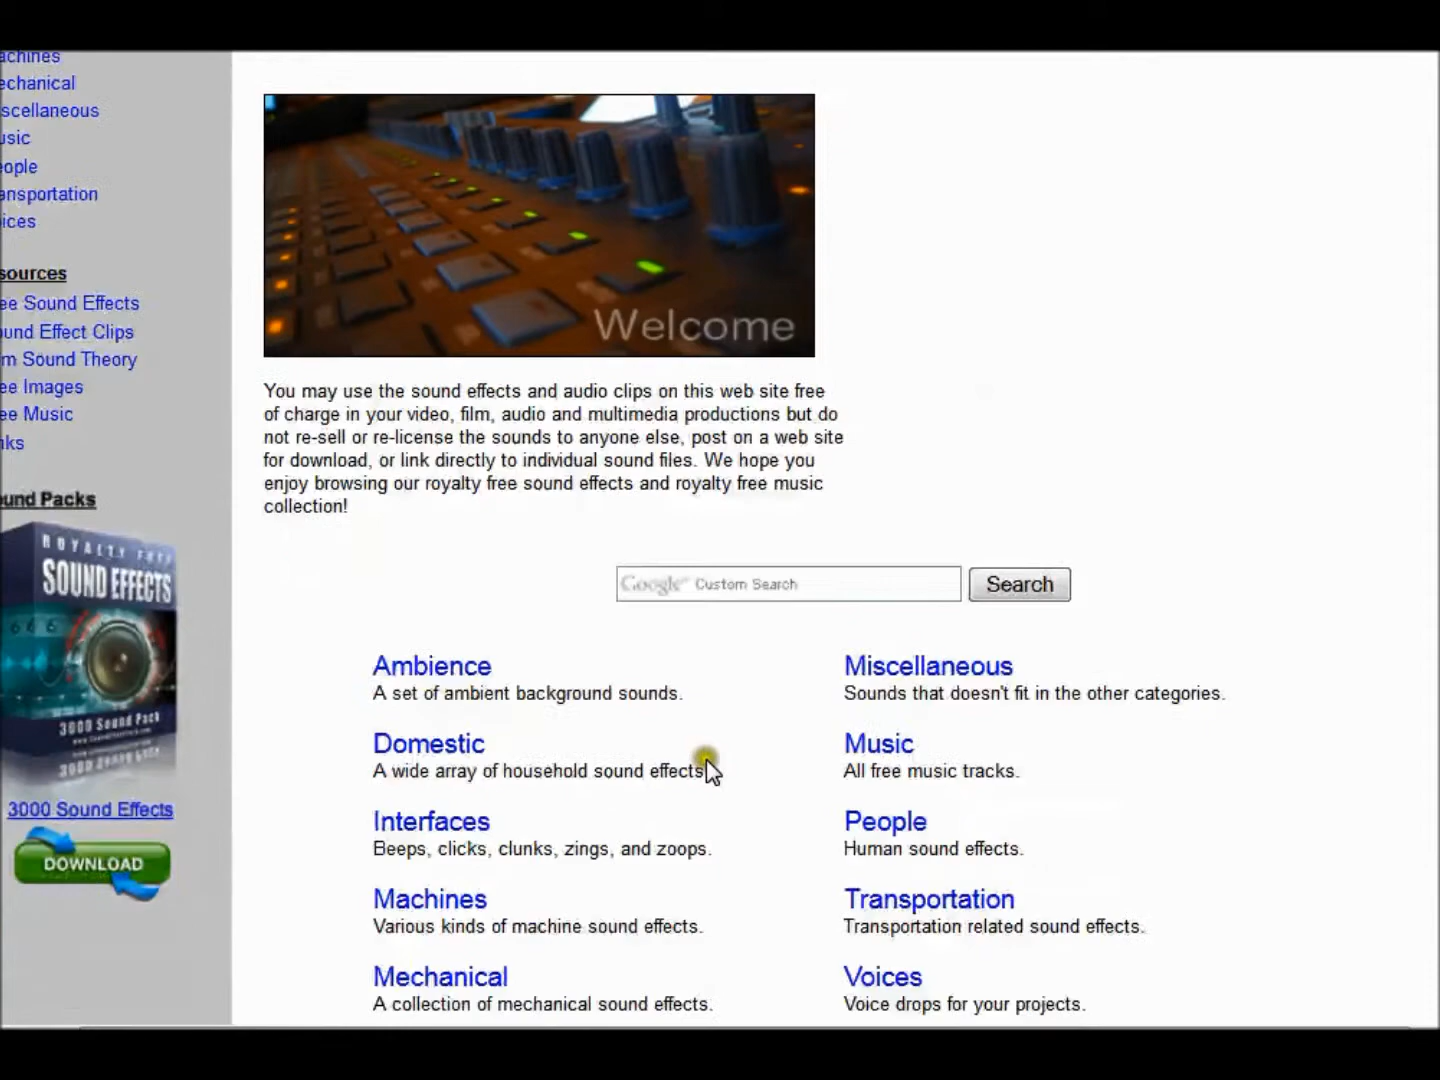 achines
echanical
scellaneous
usic
eople
ansportation
ices
sources
ee Sound Effects
ound Effect Clips
m Sound Theory
ee Images
ee Music
nks
und Packs
ROYALTY FREE
SOUND EFFECTS
3000 Sound Pack
3000 Sound Effects
DOWNLOAD
Welcome
You may use the sound effects and audio clips on this web site free
of charge in your video, film, audio and multimedia productions but do
not re-sell or re-license the sounds to anyone else, post on a web site
for download, or link directly to individual sound files. We hope you
enjoy browsing our royalty free sound effects and royalty free music
collection!
Google Custom Search
Search
Ambience
A set of ambient background sounds.
Domestic
A wide array of household sound effects
Interfaces
Beeps, clicks, clunks, zings, and zoops.
Machines
Various kinds of machine sound effects.
Mechanical
A collection of mechanical sound effects.
Miscellaneous
Sounds that doesn't fit in the other categories.
Music
All free music tracks.
People
Human sound effects.
Transportation
Transportation related sound effects.
Voices
Voice drops for your projects.